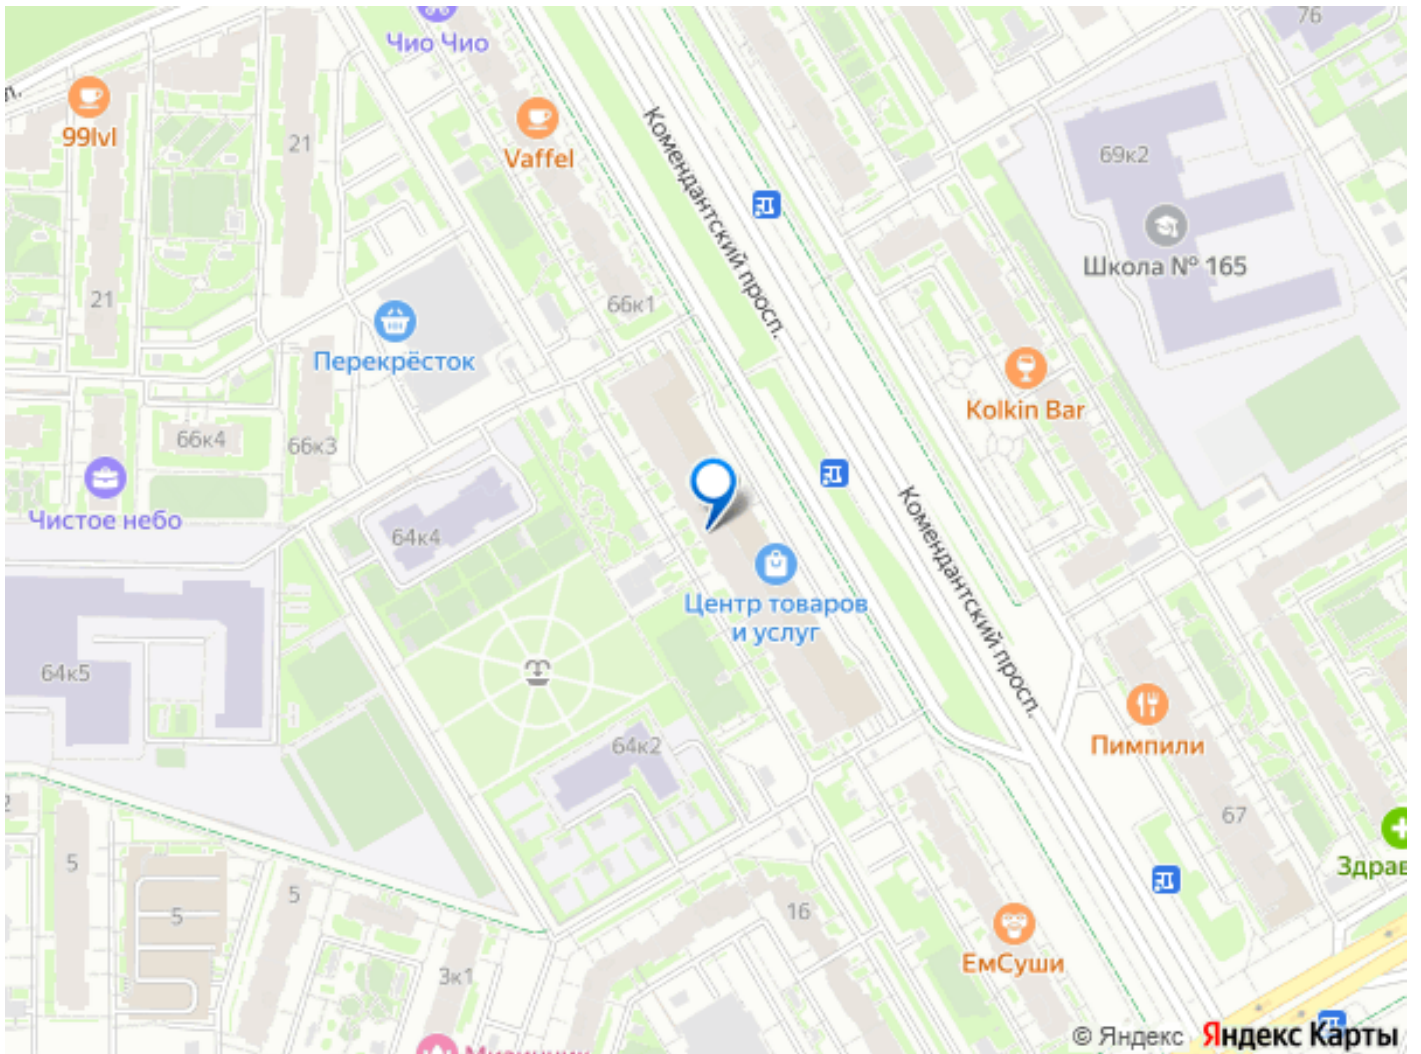 Чио Чио
76
99lvl
Vaffel
21
Комендантский просп.
69к2
Школа № 165
21
66к1
Перекрёсток
Kolkin Bar
66к4
66к3
Чистое небо
64к4
Комендантский просп.
Центр товаров
и услуг
64к5
64к2
Пимпили
67
5
Здрав
5
5
16
3к1
ЕмСуши
© Яндекс Яндекс Карты